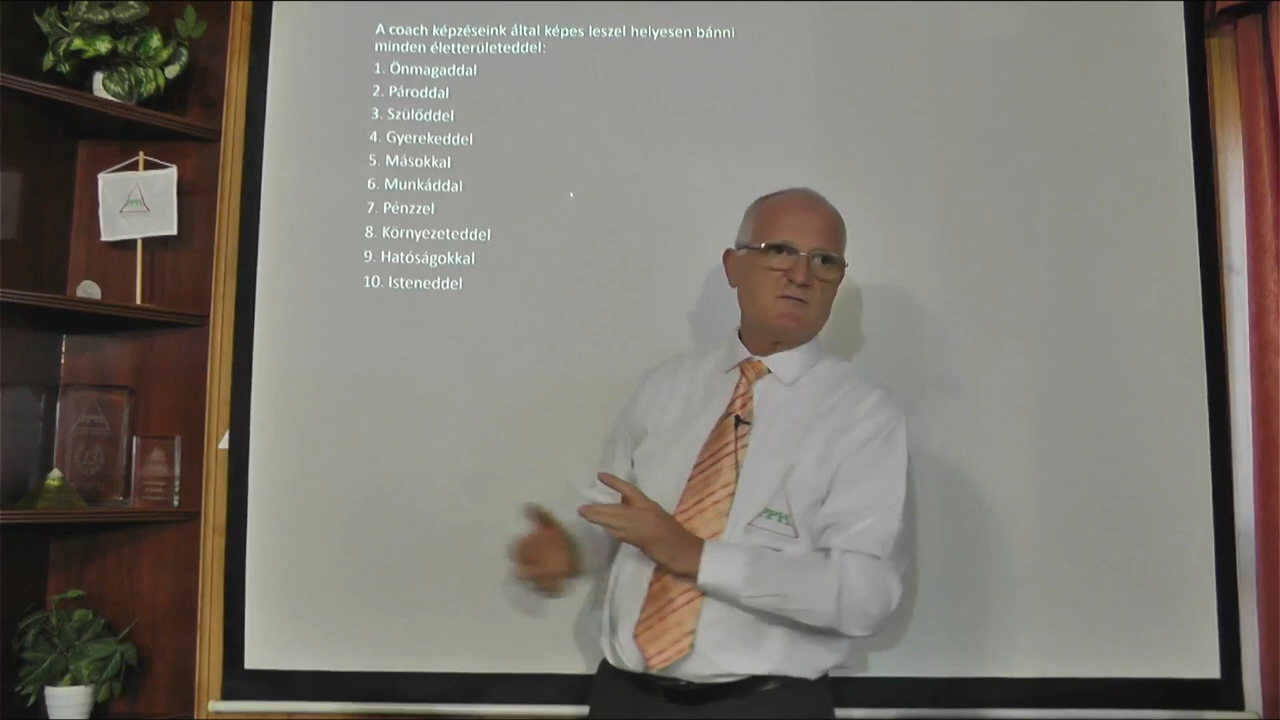 A coach képzéseink által képes leszel helyesen bánni
minden életterületeddel:
1. Önmagaddal
2. Pároddal
3. Szülőddel
4. Gyerekeddel
5. Másokkal
6. Munkáddal
7. Pénzzel
8. Környezeteddel
9. Hatóságokkal
10. Isteneddel
13